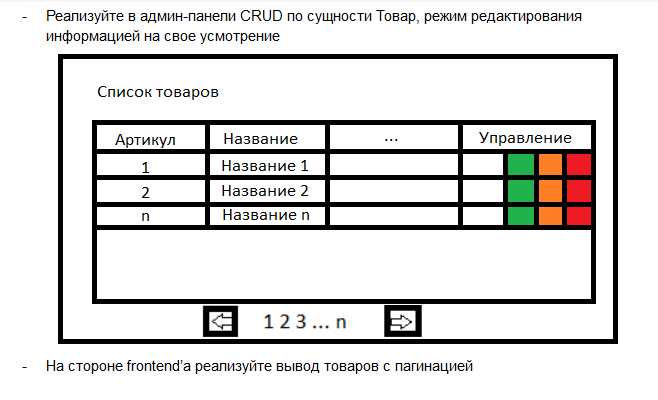 - Реализуйте в админ-панели CRUD по сущности Товар, режим редактирования
информацией на свое усмотрение
Список товаров
Артикул Название ... Управление
1 Название 1
2 Название 2
n Название n
1 2 3 ... n
- На стороне frontend’а реализуйте вывод товаров с пагинацией